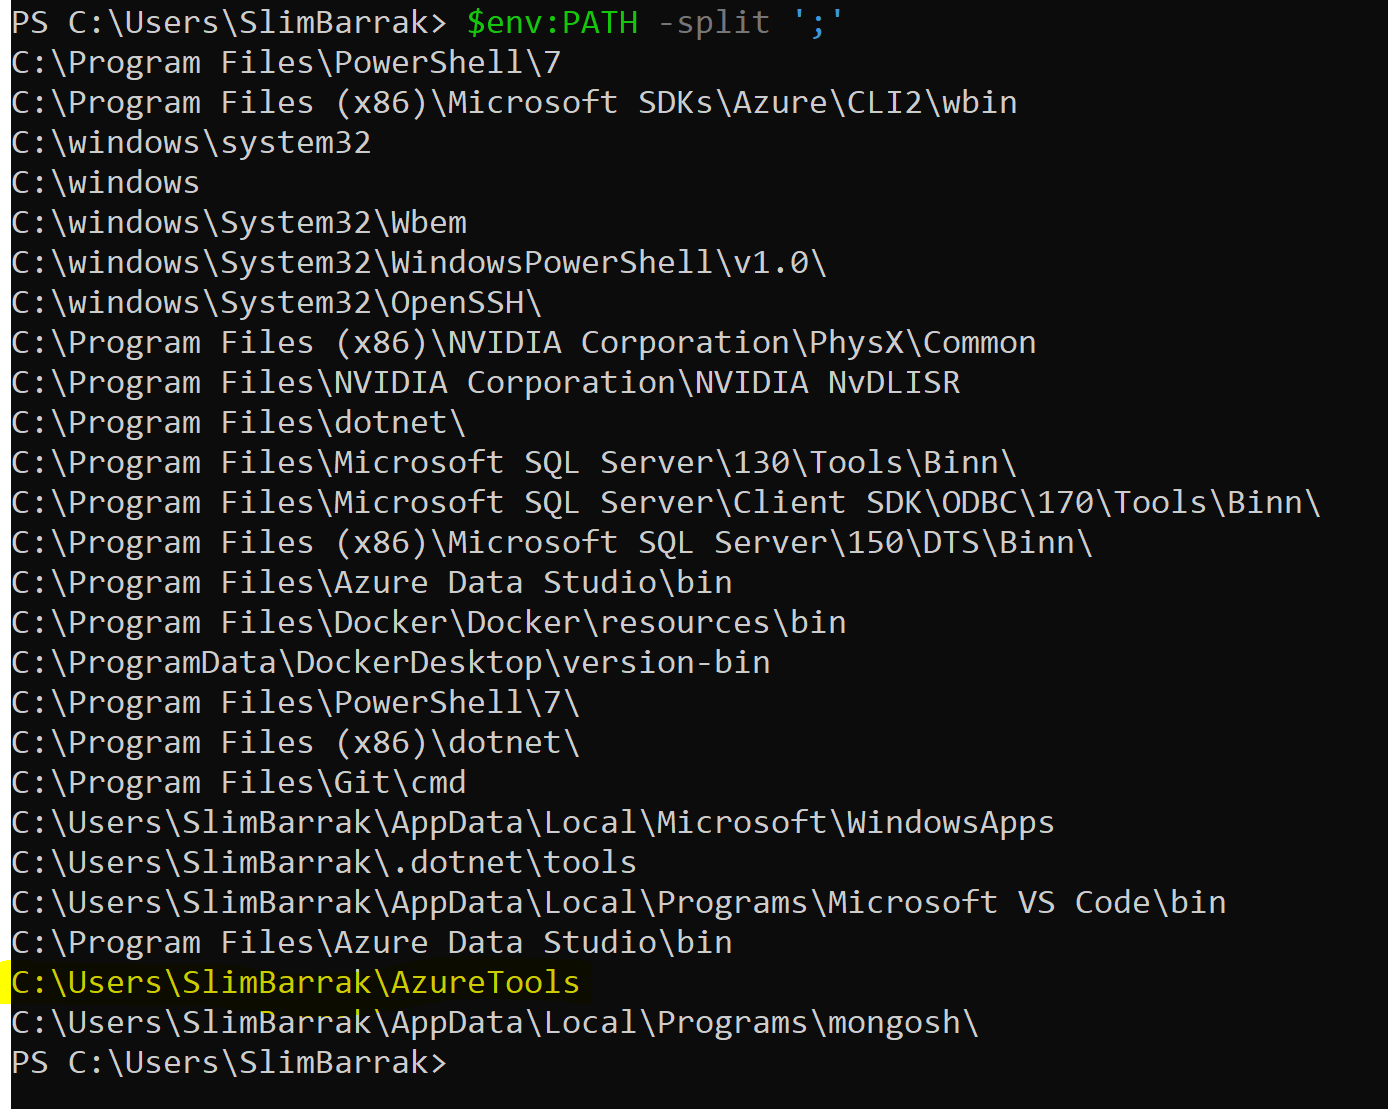 PS C:\Users\SlimBarrak> $env:PATH -split ';'
C:\Program Files\PowerShell\7
C:\Program Files (x86)\Microsoft SDKs\Azure\CLI2\wbin
C:\windows\system32
C:\windows
C:\windows\System32\Wbem
C:\windows\System32\WindowsPowerShell\v1.0\
C:\windows\System32\OpenSSH\
C:\Program Files (x86)\NVIDIA Corporation\PhysX\Common
C:\Program Files\NVIDIA Corporation\NVIDIA NvDLISR
C:\Program Files\dotnet\
C:\Program Files\Microsoft SQL Server\130\Tools\Binn\
C:\Program Files\Microsoft SQL Server\Client SDK\ODBC\170\Tools\Binn\
C:\Program Files (x86)\Microsoft SQL Server\150\DTS\Binn\
C:\Program Files\Azure Data Studio\bin
C:\Program Files\Docker\Docker\resources\bin
C:\ProgramData\DockerDesktop\version-bin
C:\Program Files\PowerShell\7\
C:\Program Files (x86)\dotnet\
C:\Program Files\Git\cmd
C:\Users\SlimBarrak\AppData\Local\Microsoft\WindowsApps
C:\Users\SlimBarrak\.dotnet\tools
C:\Users\SlimBarrak\AppData\Local\Programs\Microsoft VS Code\bin
C:\Program Files\Azure Data Studio\bin
C:\Users\SlimBarrak\AzureTools
C:\Users\SlimBarrak\AppData\Local\Programs\mongosh\
PS C:\Users\SlimBarrak>